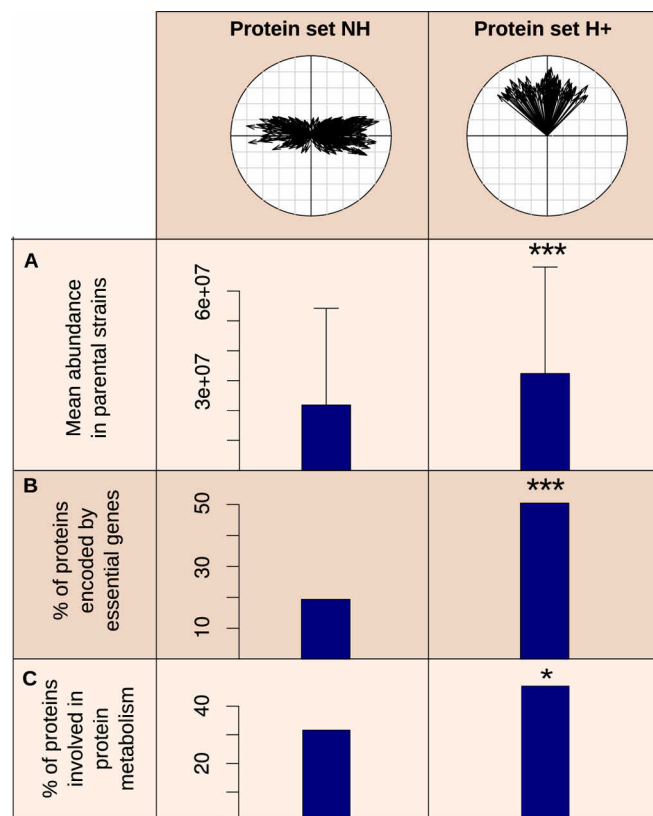 Protein set NH
Protein set H+
A
Mean abundance
in parental strains
6e+07
3e+07
***
B
% of proteins
encoded by
essential genes
50
30
10
***
C
% of proteins
involved in
protein
metabolism
40
20
*